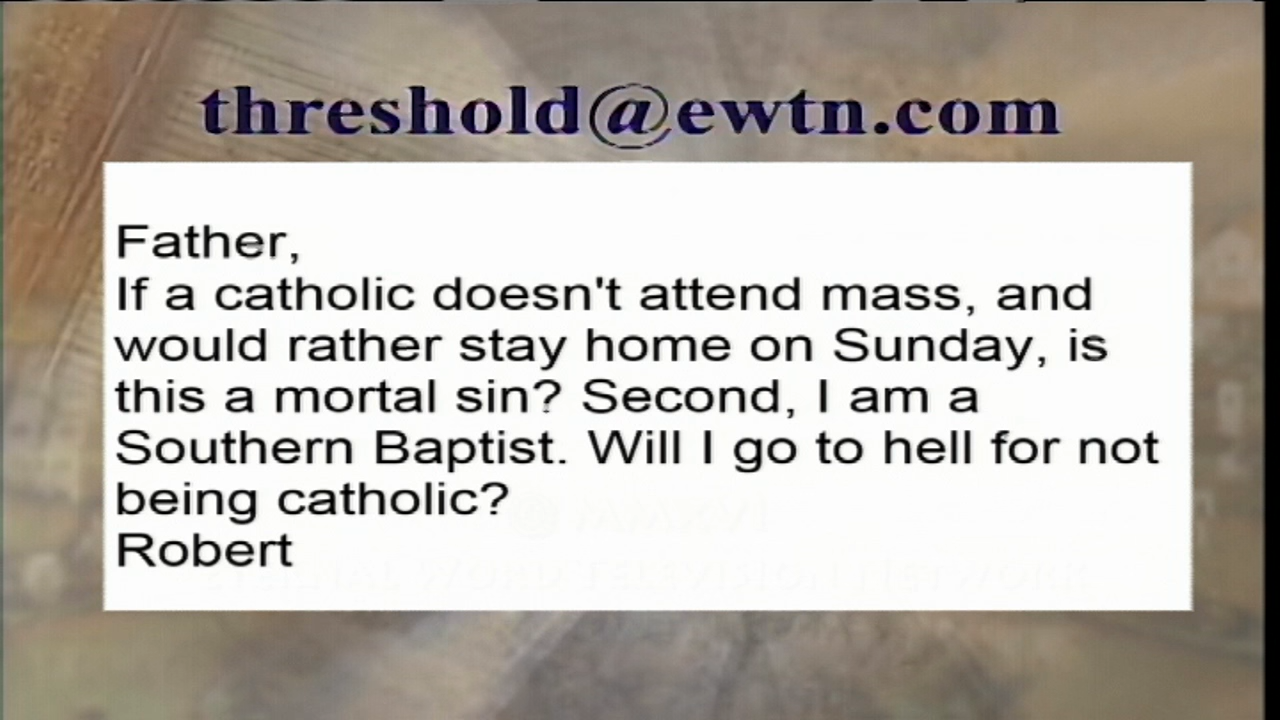 threshold@ewtn.com
Father,
If a catholic doesn't attend mass, and
would rather stay home on Sunday, is
this a mortal sin? Second, I am a
Southern Baptist. Will I go to hell for not
being catholic?
Robert